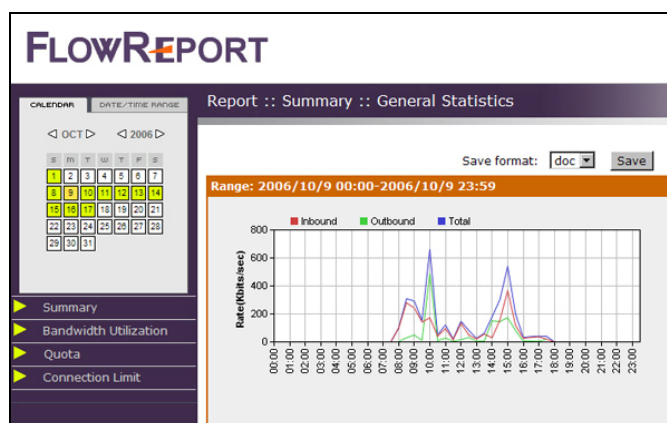 FLOWREPORT
CALENDAR
DATE/TIME RANGE
OCT 2006
S M T W T F S
1 2 3 4 5 6 7
8 9 10 11 12 13 14
15 16 17 18 19 20 21
22 23 24 25 26 27 28
29 30 31
Summary
Bandwidth Utilization
Quota
Connection Limit
Report :: Summary :: General Statistics
Save format: doc Save
Range: 2006/10/9 00:00-2006/10/9 23:59
Inbound Outbound Total
Rate(Kbits/sec)
800
600
400
200
0
00:00 01:00 02:00 03:00 04:00 05:00 06:00 07:00 08:00 09:00 10:00 11:00 12:00 13:00 14:00 15:00 16:00 17:00 18:00 19:00 20:00 21:00 22:00 23:00